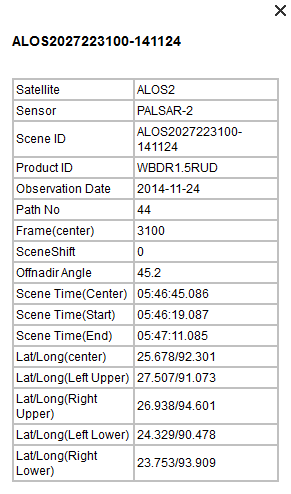 ALOS2027223100-141124
Satellite ALOS2
Sensor PALSAR-2
Scene ID ALOS2027223100-
141124
Product ID WBDR1.5RUD
Observation Date 2014-11-24
Path No 44
Frame(center) 3100
SceneShift 0
Offnadir Angle 45.2
Scene Time(Center) 05:46:45.086
Scene Time(Start) 05:46:19.087
Scene Time(End) 05:47:11.085
Lat/Long(center) 25.678/92.301
Lat/Long(Left Upper) 27.507/91.073
Lat/Long(Right
Upper) 26.938/94.601
Lat/Long(Left Lower) 24.329/90.478
Lat/Long(Right
Lower) 23.753/93.909